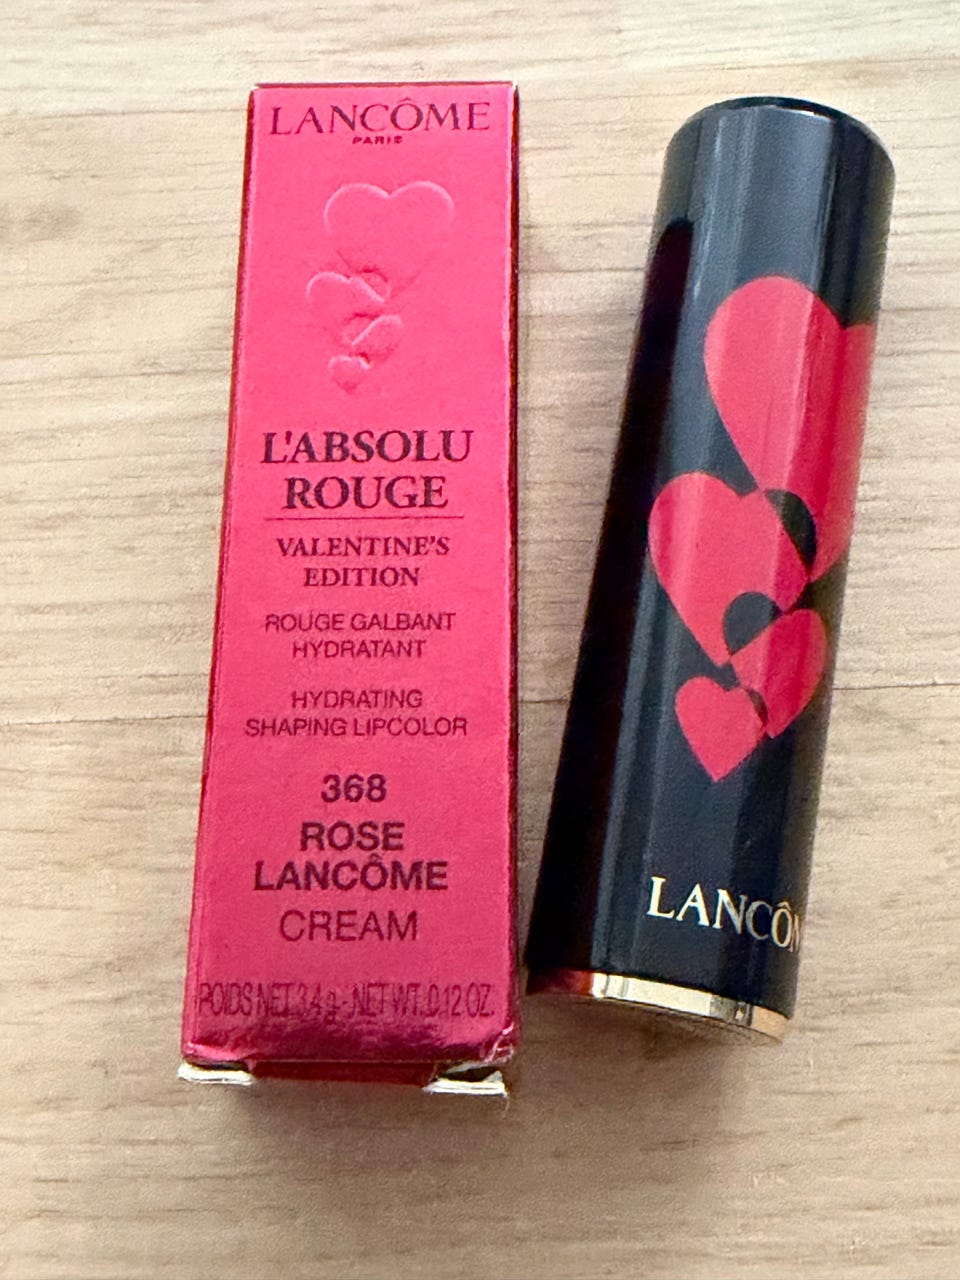 LANCÔME
PARIS
L'ABSOLU
ROUGE
VALENTINE'S
EDITION
ROUGE GALBANT
HYDRATANT
HYDRATING
SHAPING LIPCOLOR
368
ROSE
LANCÔME
CREAM
POIDS NET 3.4 g - NET WT. 0.12 OZ.
LANCÔM